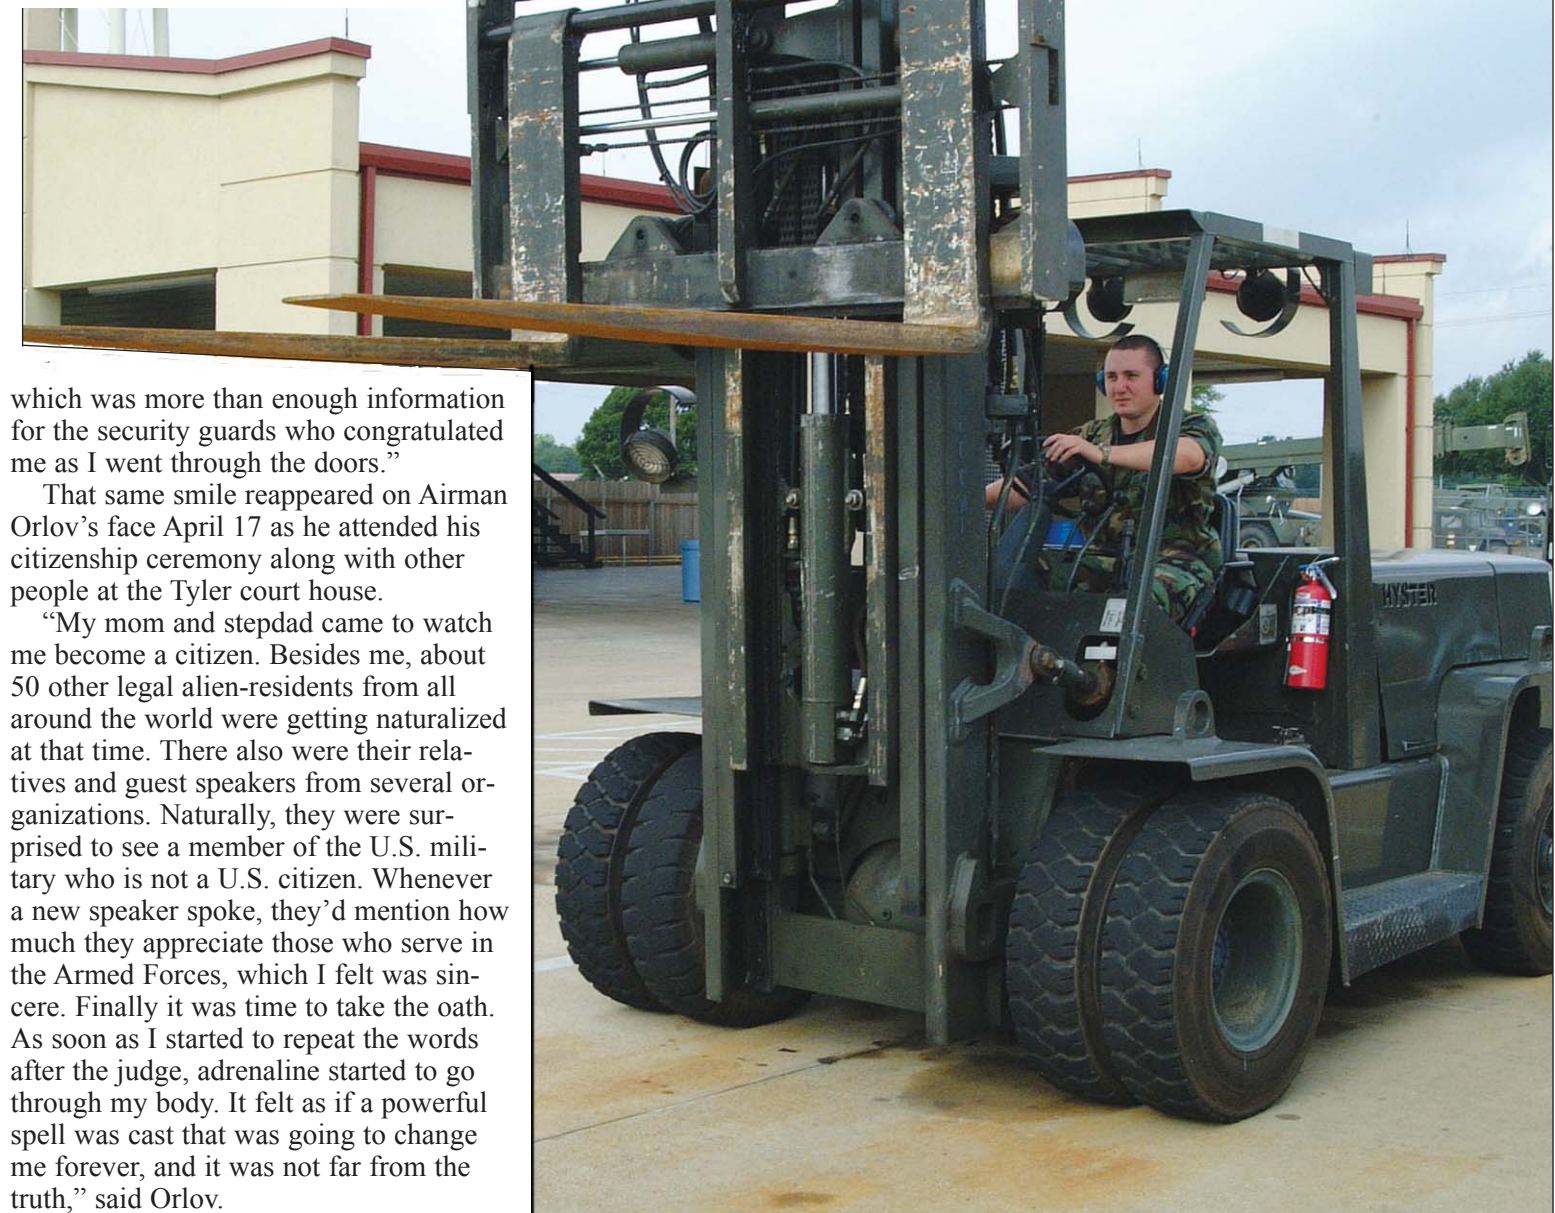 which was more than enough information
for the security guards who congratulated
me as I went through the doors.”
That same smile reappeared on Airman
Orlov’s face April 17 as he attended his
citizenship ceremony along with other
people at the Tyler court house.
“My mom and stepdad came to watch
me become a citizen. Besides me, about
50 other legal alien-residents from all
around the world were getting naturalized
at that time. There also were their rela-
tives and guest speakers from several or-
ganizations. Naturally, they were sur-
prised to see a member of the U.S. mili-
tary who is not a U.S. citizen. Whenever
a new speaker spoke, they’d mention how
much they appreciate those who serve in
the Armed Forces, which I felt was sin-
cere. Finally it was time to take the oath.
As soon as I started to repeat the words
after the judge, adrenaline started to go
through my body. It felt as if a powerful
spell was cast that was going to change
me forever, and it was not far from the
truth,” said Orlov.
HYSTER